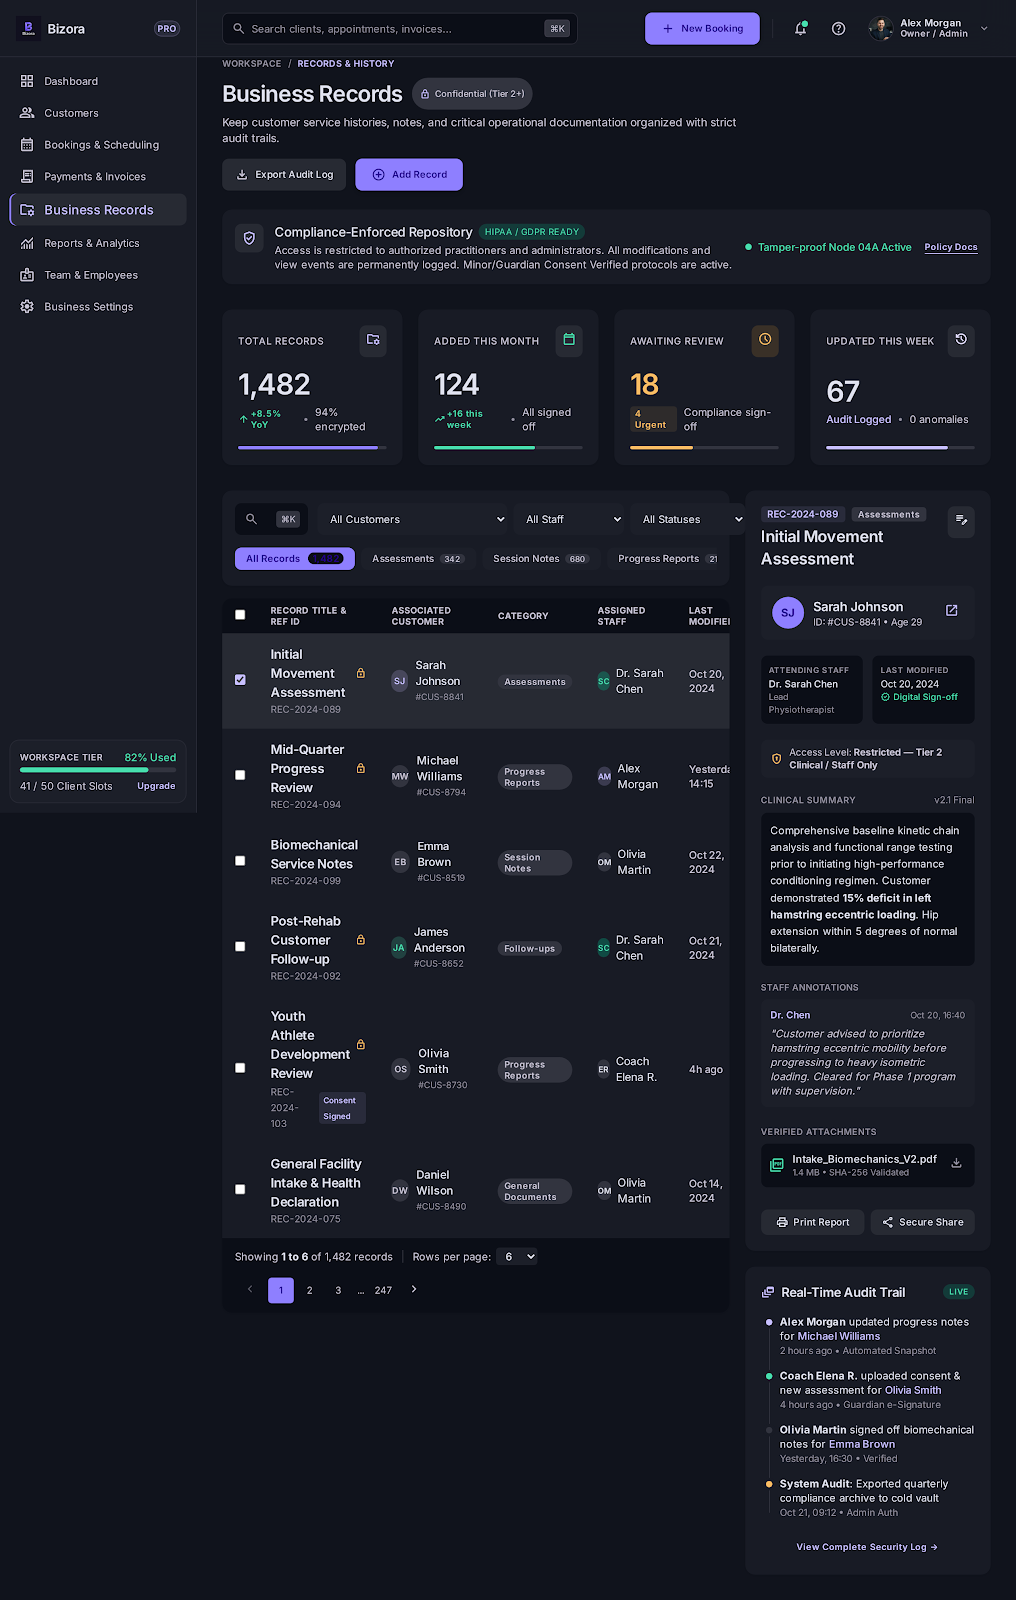 B
Bizora
Bizora
PRO
Search clients, appointments, invoices...
⌘K
+ New Booking
Alex Morgan
Owner / Admin
Dashboard
Customers
Bookings & Scheduling
Payments & Invoices
Business Records
Reports & Analytics
Team & Employees
Business Settings
WORKSPACE TIER
82% Used
41 / 50 Client Slots
Upgrade
WORKSPACE / RECORDS & HISTORY
Business Records
Confidential (Tier 2+)
Keep customer service histories, notes, and critical operational documentation organized with strict
audit trails.
Export Audit Log
Add Record
Compliance-Enforced Repository
HIPAA / GDPR READY
Access is restricted to authorized practitioners and administrators. All modifications and
view events are permanently logged. Minor/Guardian Consent Verified protocols are active.
Tamper-proof Node 04A Active
Policy Docs
TOTAL RECORDS
1,482
+8.5%
YoY
•
94%
encrypted
ADDED THIS MONTH
124
+16 this
week
•
All signed
off
AWAITING REVIEW
18
4
Urgent
Compliance sign-
off
UPDATED THIS WEEK
67
Audit Logged • 0 anomalies
⌘K
All Customers
All Staff
All Statuses
All Records 1,482
Assessments 342
Session Notes 680
Progress Reports 21
RECORD TITLE &
REF ID
ASSOCIATED
CUSTOMER
CATEGORY
ASSIGNED
STAFF
LAST
MODIFIE
Initial
Movement
Assessment
REC-2024-089
SJ
Sarah
Johnson
#CUS-8841
Assessments
SC
Dr. Sarah
Chen
Oct 20,
2024
Mid-Quarter
Progress
Review
REC-2024-094
MW
Michael
Williams
#CUS-8794
Progress
Reports
AM
Alex
Morgan
Yesterda
14:15
Biomechanical
Service Notes
REC-2024-099
EB
Emma
Brown
#CUS-8519
Session
Notes
OM
Olivia
Martin
Oct 22,
2024
Post-Rehab
Customer
Follow-up
REC-2024-092
JA
James
Anderson
#CUS-8652
Follow-ups
SC
Dr. Sarah
Chen
Oct 21,
2024
Youth
Athlete
Development
Review
REC-
2024-
103
Consent
Signed
OS
Olivia
Smith
#CUS-8730
Progress
Reports
ER
Coach
Elena R.
4h ago
General Facility
Intake & Health
Declaration
REC-2024-075
DW
Daniel
Wilson
#CUS-8490
General
Documents
OM
Olivia
Martin
Oct 14,
2024
Showing 1 to 6 of 1,482 records
Rows per page: 6
1 2 3 ... 247
REC-2024-089
Assessments
Initial Movement
Assessment
SJ
Sarah Johnson
ID: #CUS-8841 • Age 29
ATTENDING STAFF
Dr. Sarah Chen
Lead
Physiotherapist
LAST MODIFIED
Oct 20, 2024
Digital Sign-off
Access Level: Restricted — Tier 2
Clinical / Staff Only
CLINICAL SUMMARY
v2.1 Final
Comprehensive baseline kinetic chain
analysis and functional range testing
prior to initiating high-performance
conditioning regimen. Customer
demonstrated 15% deficit in left
hamstring eccentric loading. Hip
extension within 5 degrees of normal
bilaterally.
STAFF ANNOTATIONS
Dr. Chen
Oct 20, 16:40
"Customer advised to prioritize
hamstring eccentric mobility before
progressing to heavy isometric
loading. Cleared for Phase 1 program
with supervision."
VERIFIED ATTACHMENTS
Intake_Biomechanics_V2.pdf
1.4 MB • SHA-256 Validated
Print Report
Secure Share
Real-Time Audit Trail
LIVE
Alex Morgan updated progress notes
for Michael Williams
2 hours ago • Automated Snapshot
Coach Elena R. uploaded consent &
new assessment for Olivia Smith
4 hours ago • Guardian e-Signature
Olivia Martin signed off biomechanical
notes for Emma Brown
Yesterday, 16:30 • Verified
System Audit: Exported quarterly
compliance archive to cold vault
Oct 21, 09:12 • Admin Auth
View Complete Security Log →